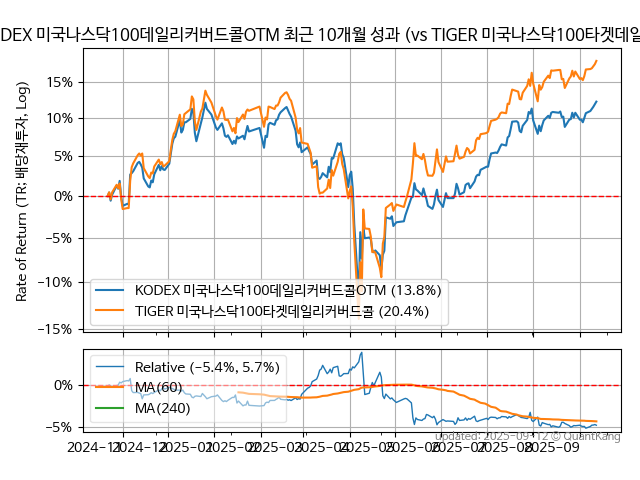 DEX 미국나스닥100데일리커버드콜OTM 최근 10개월 성과 (vs TIGER 미국나스닥100타겟데일
Rate of Return (TR: 배당재투자, Log)
15%
10%
5%
0%
−5%
−10%
−15%
KODEX 미국나스닥100데일리커버드콜OTM (13.8%)
TIGER 미국나스닥100타겟데일리커버드콜 (20.4%)
0%
−5%
Relative (−5.4%, 5.7%)
MA(60)
MA(240)
updated: 2025-09-12 © QuantKang
2024-11
2024-12
2025-01
2025-02
2025-03
2025-04
2025-05
2025-06
2025-07
2025-08
2025-09